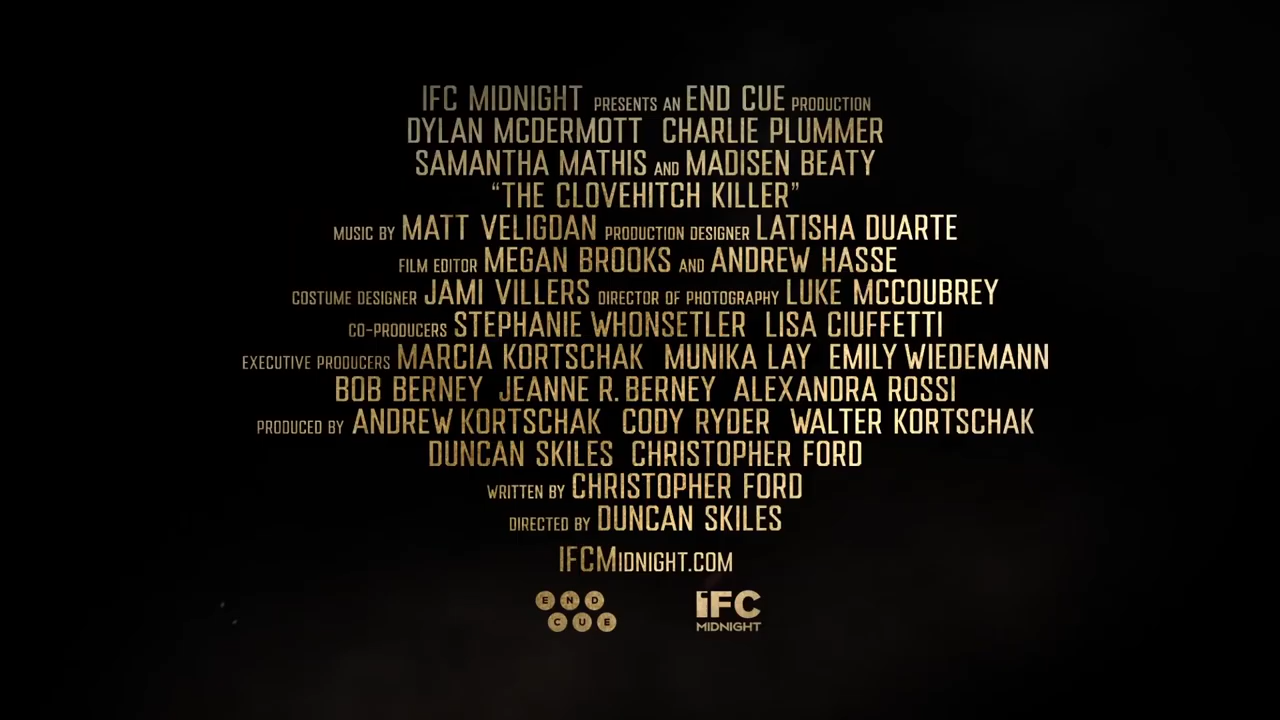 IFC MIDNIGHT PRESENTS AN END CUE PRODUCTION
DYLAN MCDERMOTT CHARLIE PLUMMER
SAMANTHA MATHIS AND MADISEN BEATY
“THE CLOVEHITCH KILLER”
MUSIC BY MATT VELIGDAN PRODUCTION DESIGNER LATISHA DUARTE
FILM EDITOR MEGAN BROOKS AND ANDREW HASSE
COSTUME DESIGNER JAMI VILLERS DIRECTOR OF PHOTOGRAPHY LUKE MCCOUBREY
CO-PRODUCERS STEPHANIE WHONSETLER LISA CIUFFETTI
EXECUTIVE PRODUCERS MARCIA KORTSCHAK MUNIKA LAY EMILY WIEDEMANN
BOB BERNEY JEANNE R. BERNEY ALEXANDRA ROSSI
PRODUCED BY ANDREW KORTSCHAK CODY RYDER WALTER KORTSCHAK
DUNCAN SKILES CHRISTOPHER FORD
WRITTEN BY CHRISTOPHER FORD
DIRECTED BY DUNCAN SKILES
IFCMIDNIGHT.COM
END
CUE
IFC
MIDNIGHT